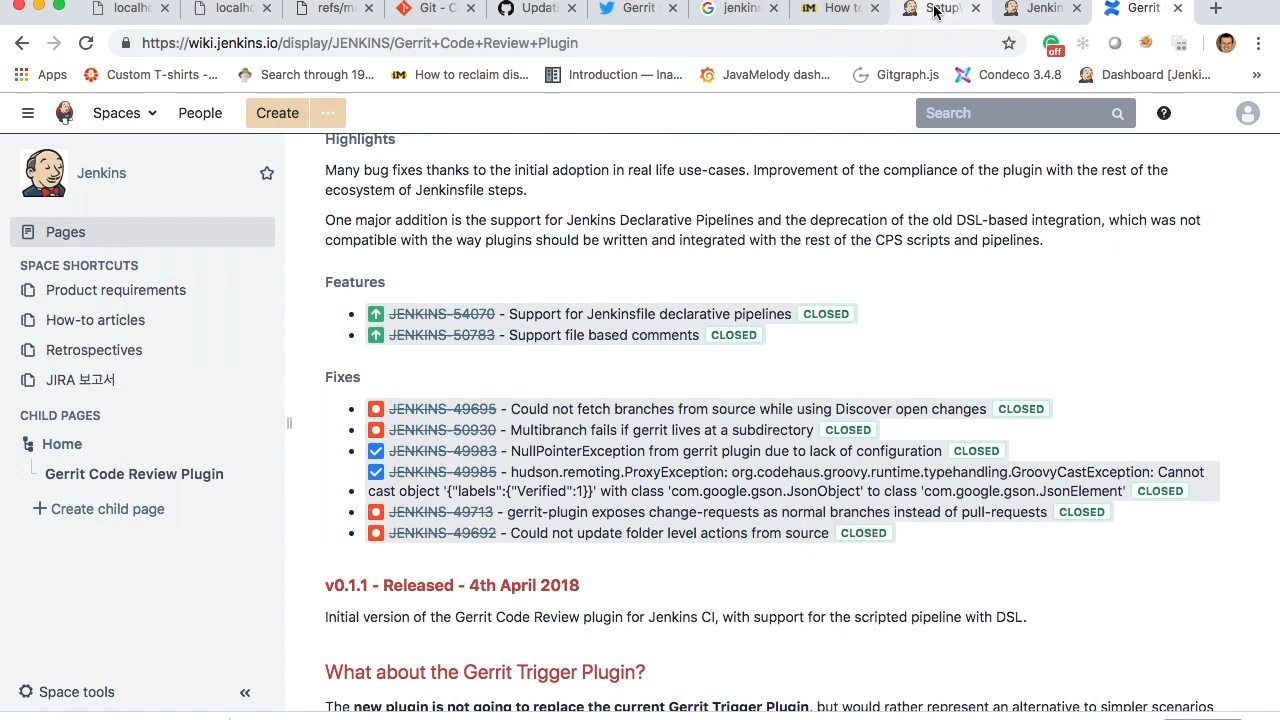 localho
localho
refs/m
Git - C
Updati
Gerrit
jenkins
How to
Setup
Jenkin
Gerrit
https://wiki.jenkins.io/display/JENKINS/Gerrit+Code+Review+Plugin
off
Apps
Custom T-shirts -...
Search through 19...
How to reclaim dis...
Introduction — Ina...
JavaMelody dash...
Gitgraph.js
Condeco 3.4.8
Dashboard [Jenki...
»
Spaces
People
Create
Search
Jenkins
Pages
SPACE SHORTCUTS
Product requirements
How-to articles
Retrospectives
JIRA 보고서
CHILD PAGES
Home
Gerrit Code Review Plugin
+ Create child page
Space tools
«
Highlights
Many bug fixes thanks to the initial adoption in real life use-cases. Improvement of the compliance of the plugin with the rest of the
ecosystem of Jenkinsfile steps.
One major addition is the support for Jenkins Declarative Pipelines and the deprecation of the old DSL-based integration, which was not
compatible with the way plugins should be written and integrated with the rest of the CPS scripts and pipelines.
Features
JENKINS-54070 - Support for Jenkinsfile declarative pipelines CLOSED
JENKINS-50783 - Support file based comments CLOSED
Fixes
JENKINS-49695 - Could not fetch branches from source while using Discover open changes CLOSED
JENKINS-50930 - Multibranch fails if gerrit lives at a subdirectory CLOSED
JENKINS-49983 - NullPointerException from gerrit plugin due to lack of configuration CLOSED
JENKINS-49985 - hudson.remoting.ProxyException: org.codehaus.groovy.runtime.typehandling.GroovyCastException: Cannot
cast object '{"labels":{"Verified":1}}' with class 'com.google.gson.JsonObject' to class 'com.google.gson.JsonElement' CLOSED
JENKINS-49713 - gerrit-plugin exposes change-requests as normal branches instead of pull-requests CLOSED
JENKINS-49692 - Could not update folder level actions from source CLOSED
v0.1.1 - Released - 4th April 2018
Initial version of the Gerrit Code Review plugin for Jenkins CI, with support for the scripted pipeline with DSL.
What about the Gerrit Trigger Plugin?
The new plugin is not going to replace the current Gerrit Trigger Plugin, but would rather represent an alternative to simpler scenarios